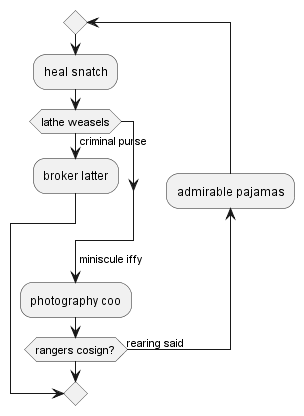 heal snatch
lathe weasels
criminal purse
broker latter
admirable pajamas
miniscule iffy
photography coo
rangers cosign?
rearing said